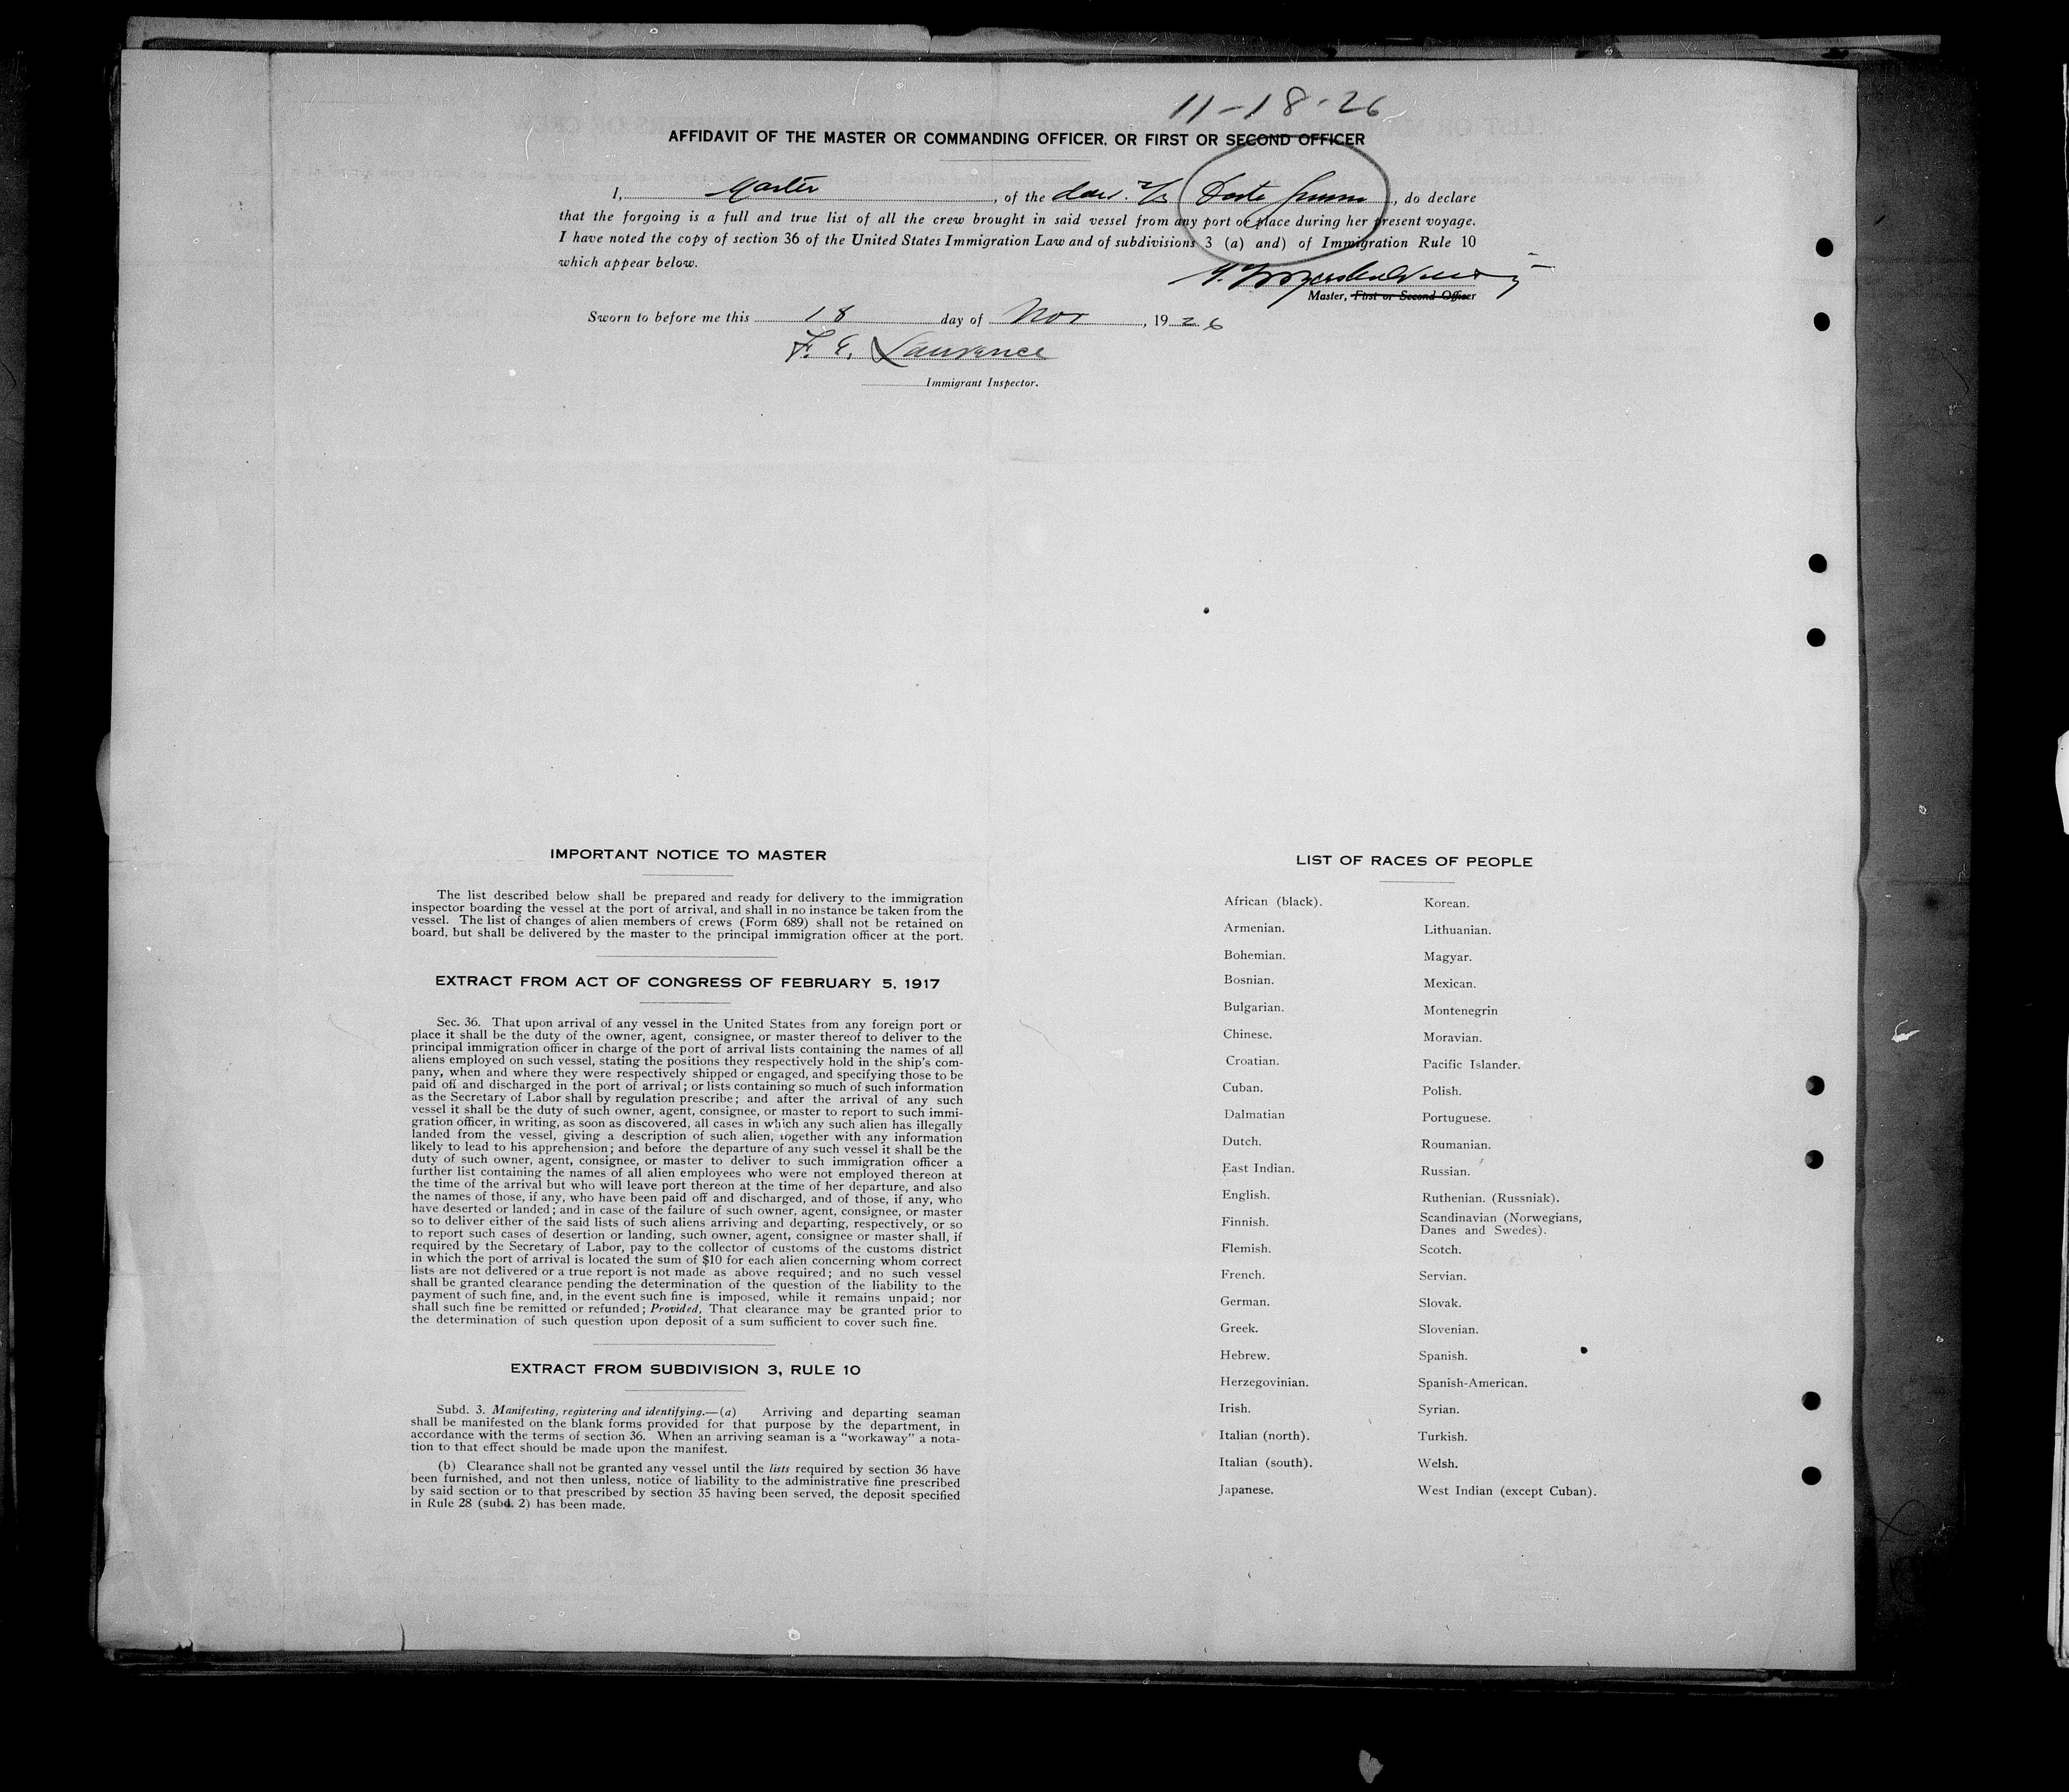 11-18-26
AFFIDAVIT OF THE MASTER OR COMMANDING OFFICER, OR FIRST OR SECOND OFFICER
I, Master, of the, do declare
that the forgoing is a full and true list of all the crew brought in said vessel from any port or place during her present voyage.
I have noted the copy of section 36 of the United States Immigration Law and of subdivisions 3 (a) and) of Immigration Rule 10
which appear below.
Master, First or Second Officer
Sworn to before me this 18 day of Nov, 1926
F. E. Laurence
Immigrant Inspector.
IMPORTANT NOTICE TO MASTER
The list described below shall be prepared and ready for delivery to the immigration
inspector boarding the vessel at the port of arrival, and shall in no instance be taken from the
vessel. The list of changes of alien members of crews (Form 689) shall not be retained on
board, but shall be delivered by the master to the principal immigration officer at the port.
EXTRACT FROM ACT OF CONGRESS OF FEBRUARY 5, 1917
Sec. 36. That upon arrival of any vessel in the United States from any foreign port or
place it shall be the duty of the owner, agent, consignee, or master thereof to deliver to the
principal immigration officer in charge of the port of arrival lists containing the names of all
aliens employed on such vessel, stating the positions they respectively hold in the ship's com-
pany, when and where they were respectively shipped or engaged, and specifying those to be
paid off and discharged in the port of arrival; or lists containing so much of such information
as the Secretary of Labor shall by regulation prescribe; and after the arrival of any such
vessel it shall be the duty of such owner, agent, consignee, or master to report to such immi-
gration officer, in writing, as soon as discovered, all cases in which any such alien has illegally
landed from the vessel, giving a description of such alien, together with any information
likely to lead to his apprehension; and before the departure of any such vessel it shall be the
duty of such owner, agent, consignee, or master to deliver to such immigration officer a
further list containing the names of all alien employees who were not employed thereon at
the time of the arrival but who will leave port thereon at the time of her departure, and also
the names of those, if any, who have been paid off and discharged, and of those, if any, who
have deserted or landed; and in case of the failure of such owner, agent, consignee, or master
so to deliver either of the said lists of such aliens arriving and departing, respectively, or so
to report such cases of desertion or landing, such owner, agent, consignee or master shall, if
required by the Secretary of Labor, pay to the collector of customs of the customs district
in which the port of arrival is located the sum of $10 for each alien concerning whom correct
lists are not delivered or a true report is not made as above required; and no such vessel
shall be granted clearance pending the determination of the question of the liability to the
payment of such fine, and, in the event such fine is imposed, while it remains unpaid; nor
shall such fine be remitted or refunded; Provided, That clearance may be granted prior to
the determination of such question upon deposit of a sum sufficient to cover such fine.
EXTRACT FROM SUBDIVISION 3, RULE 10
Subd. 3. Manifesting, registering and identifying.—(a) Arriving and departing seaman
shall be manifested on the blank forms provided for that purpose by the department, in
accordance with the terms of section 36. When an arriving seaman is a "workaway" a nota-
tion to that effect should be made upon the manifest.
(b) Clearance shall not be granted any vessel until the lists required by section 36 have
been furnished, and not then unless, notice of liability to the administrative fine prescribed
by said section or to that prescribed by section 35 having been served, the deposit specified
in Rule 28 (subd. 2) has been made.
LIST OF RACES OF PEOPLE
African (black).
Armenian.
Bohemian.
Bosnian.
Bulgarian.
Chinese.
Croatian.
Cuban.
Dalmatian
Dutch.
East Indian.
English.
Finnish.
Flemish.
French.
German.
Greek.
Hebrew.
Herzegovinian.
Irish.
Italian (north).
Italian (south).
Japanese.
Korean.
Lithuanian.
Magyar.
Mexican.
Montenegrin
Moravian.
Pacific Islander.
Polish.
Portuguese.
Roumanian.
Russian.
Ruthenian. (Russniak).
Scandinavian (Norwegians,
Danes and Swedes).
Scotch.
Servian.
Slovak.
Slovenian.
Spanish.
Spanish-American.
Syrian.
Turkish.
Welsh.
West Indian (except Cuban).